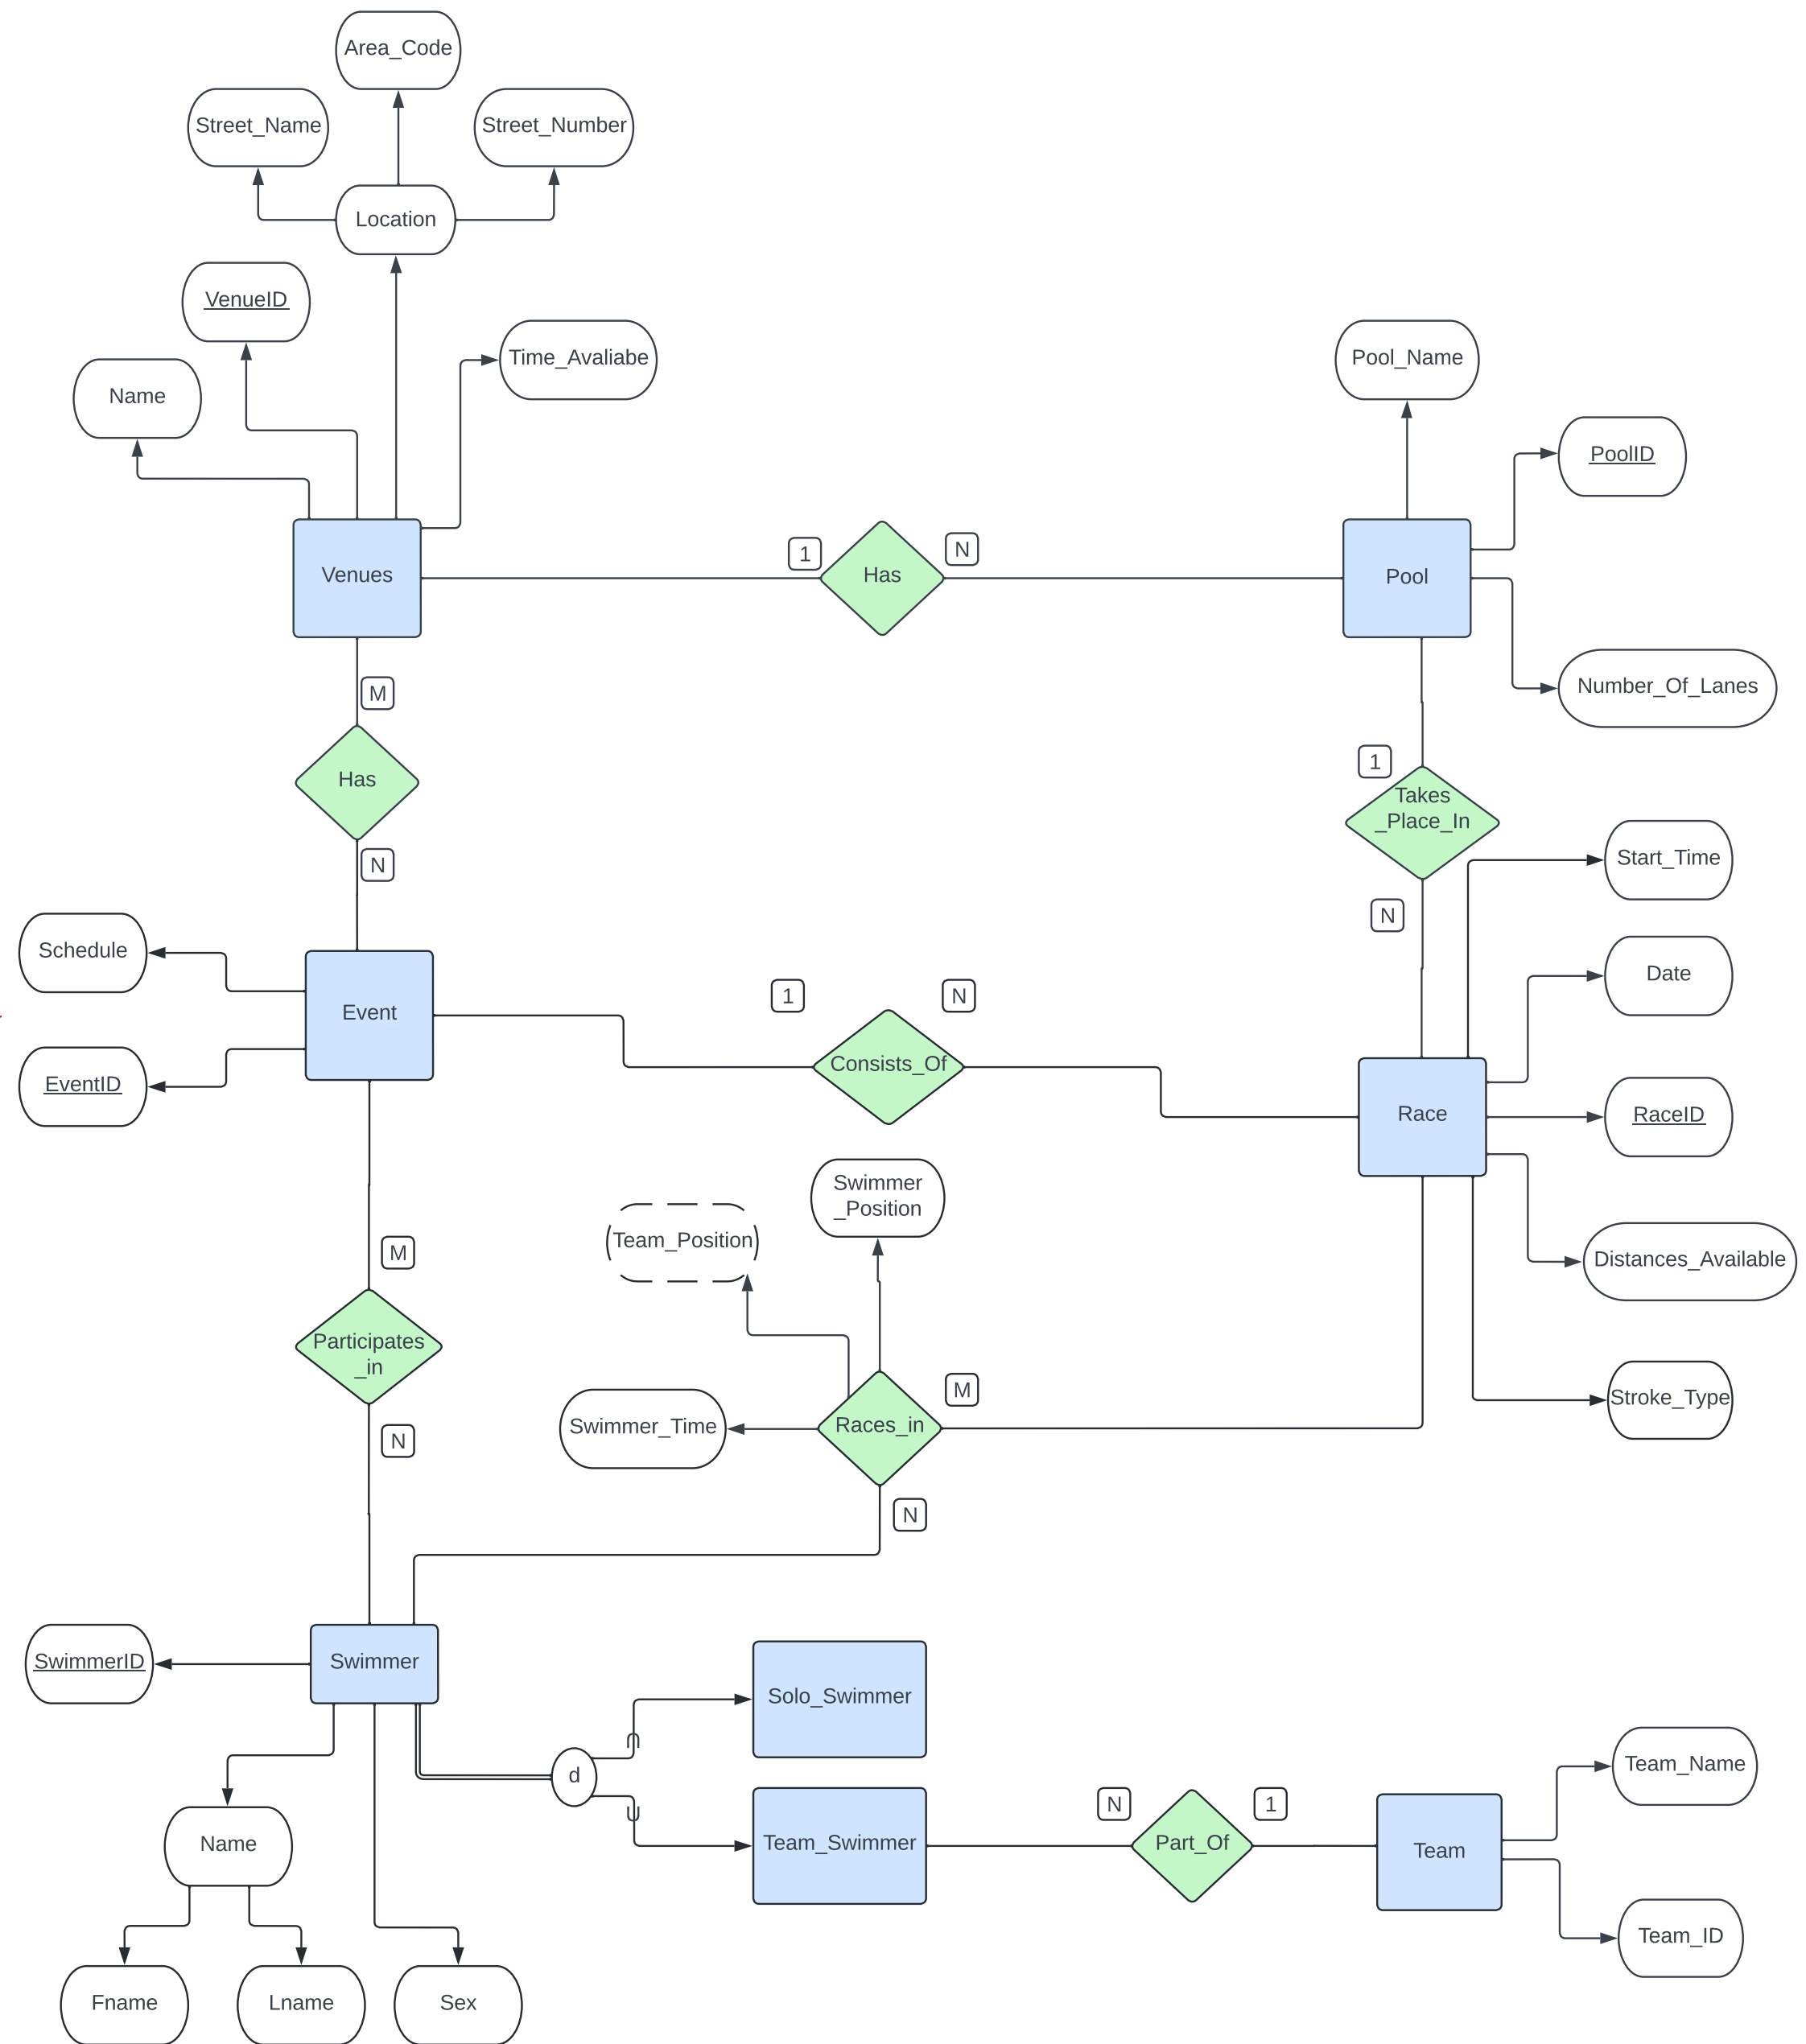 Area_Code
Street_Name
Street_Number
Location
VenueID
Time_Avaliabe
Pool_Name
Name
PoolID
1
N
Venues
Has
Pool
M
Number_Of_Lanes
1
Has
Takes
_Place_In
N
Start_Time
N
Schedule
Date
1
N
Event
Consists_Of
EventID
Race
RaceID
Swimmer
_Position
Team_Position
M
Distances_Available
Participates
_in
M
Races_in
Swimmer_Time
Stroke_Type
N
N
SwimmerID
Swimmer
Solo_Swimmer
d
Team_Name
N
1
Name
Team_Swimmer
Part_Of
Team
Team_ID
Fname
Lname
Sex